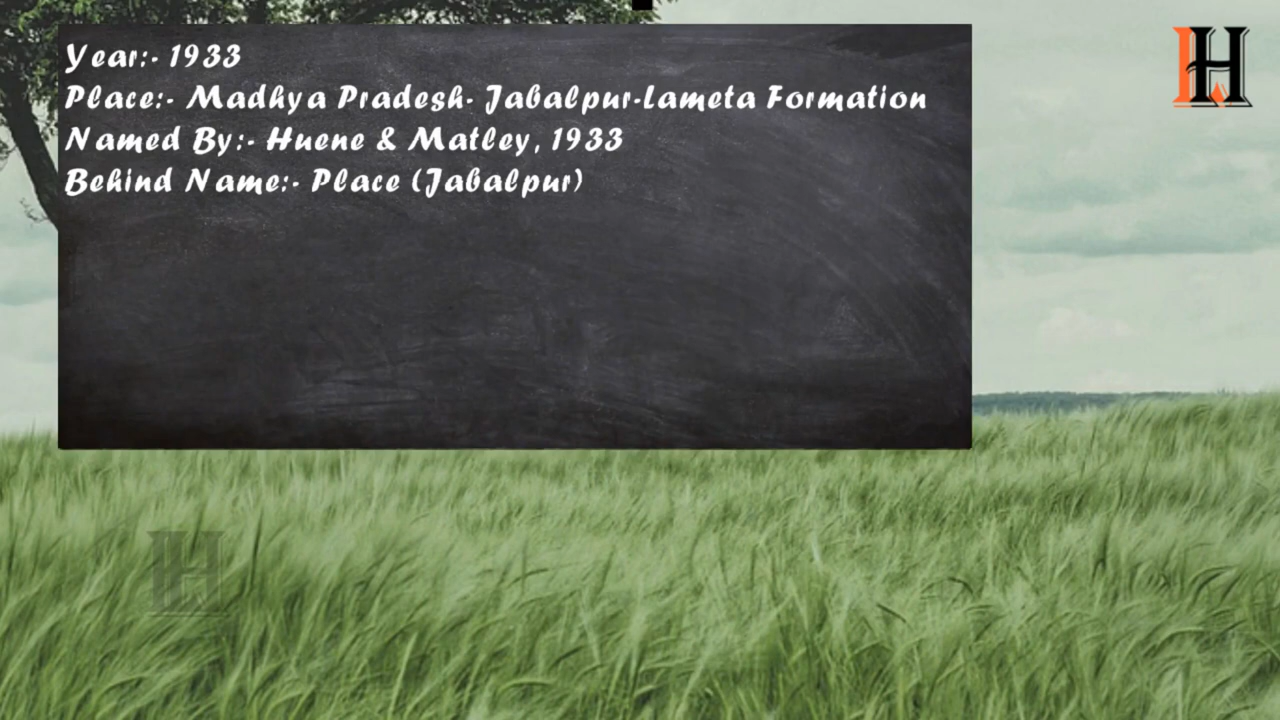 Year:- 1933
Place:- Madhya Pradesh- Jabalpur-Lameta Formation
Named By:- Huene & Matley, 1933
Behind Name:- Place (Jabalpur)